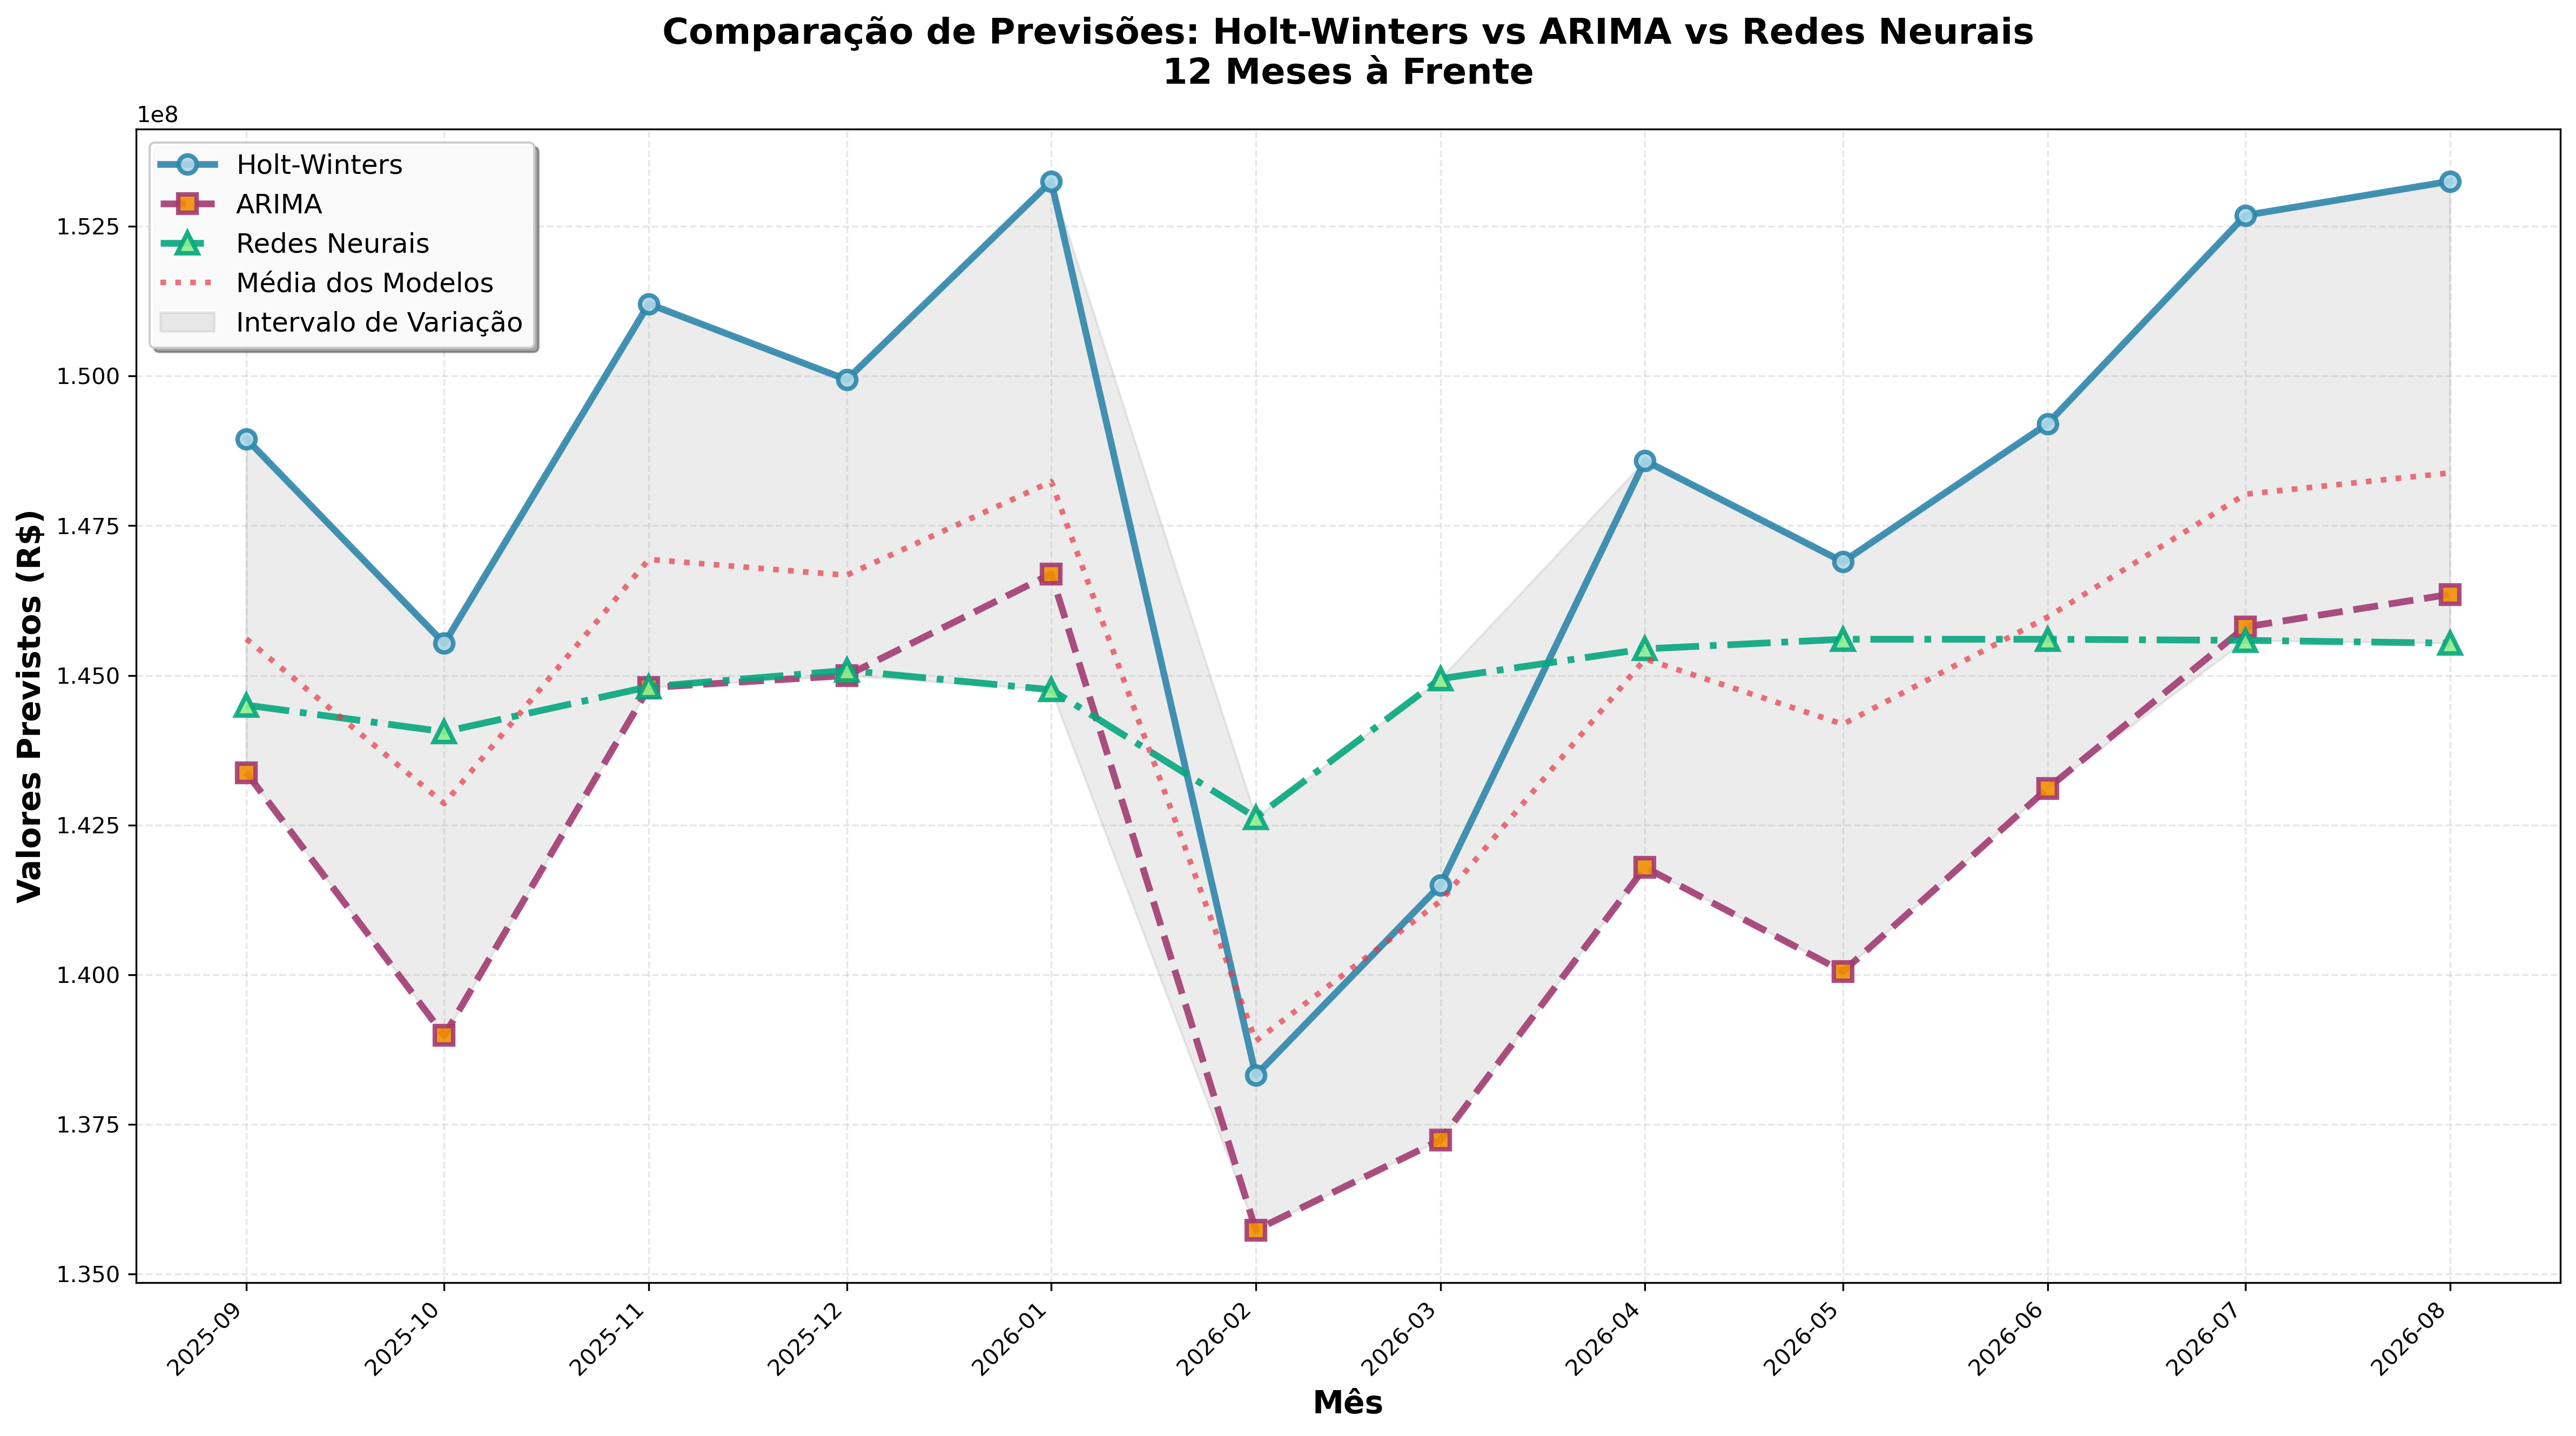 Comparação de Previsões: Holt-Winters vs ARIMA vs Redes Neurais
12 Meses à Frente
1e8
Holt-Winters
ARIMA
Redes Neurais
Média dos Modelos
Intervalo de Variação
Valores Previstos (R$)
1.525
1.500
1.475
1.450
1.425
1.400
1.375
1.350
2025-09
2025-10
2025-11
2025-12
2026-01
2026-02
2026-03
2026-04
2026-05
2026-06
2026-07
2026-08
Mês